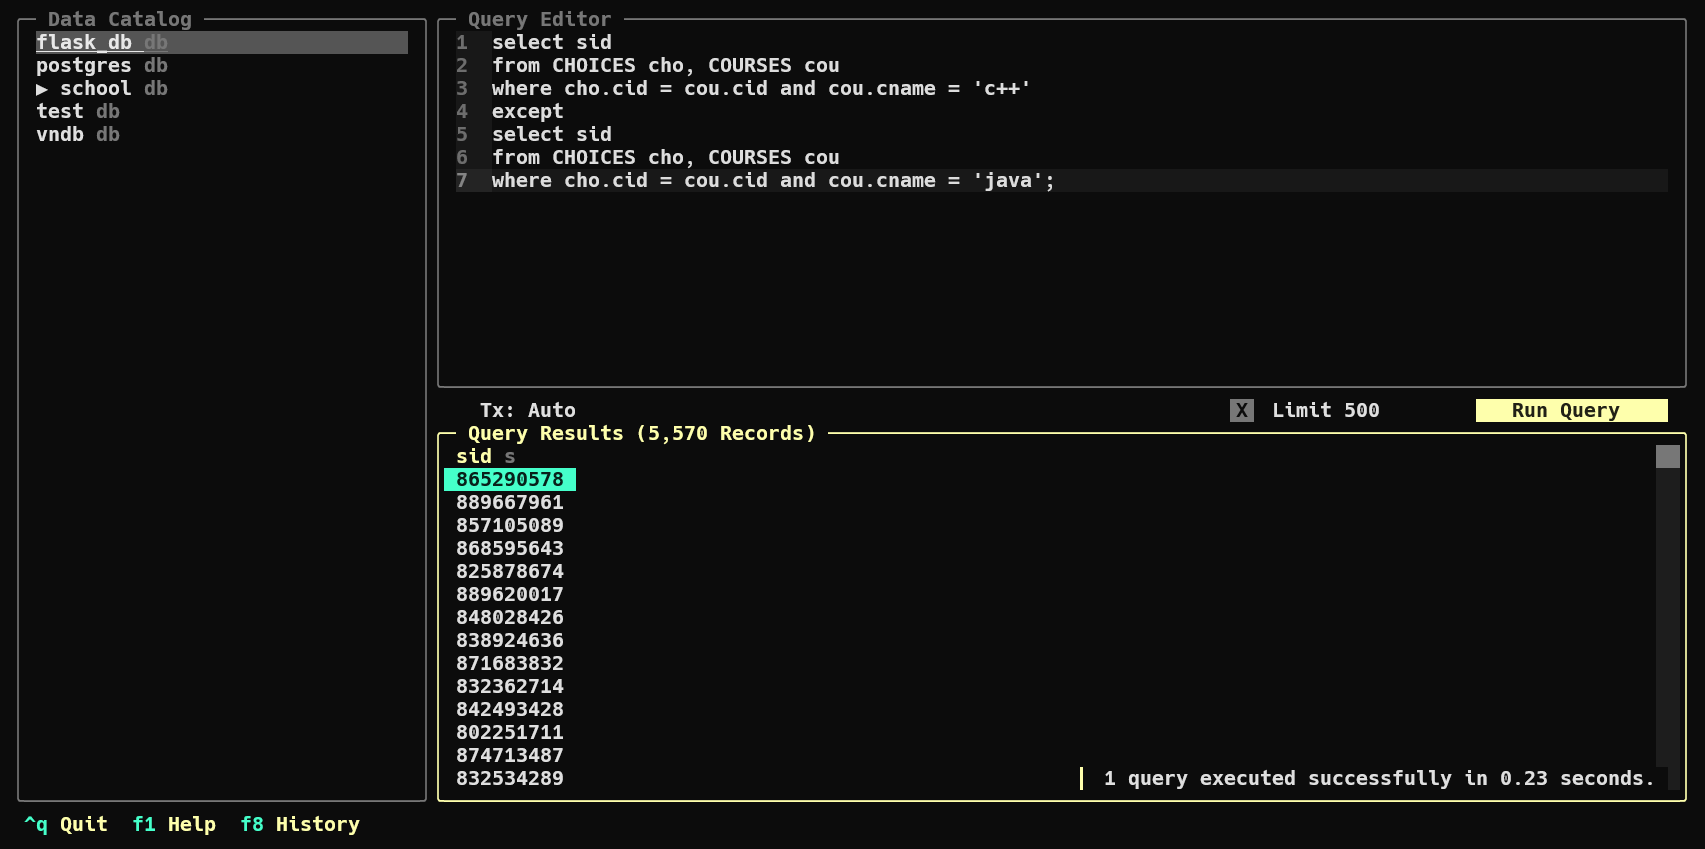 Data Catalog
flask_db db
postgres db
▶ school db
test db
vndb db
Query Editor
1 select sid
2 from CHOICES cho, COURSES cou
3 where cho.cid = cou.cid and cou.cname = 'c++'
4 except
5 select sid
6 from CHOICES cho, COURSES cou
7 where cho.cid = cou.cid and cou.cname = 'java';
Tx: Auto X Limit 500 Run Query
Query Results (5,570 Records)
sid s
865290578
889667961
857105089
868595643
825878674
889620017
848028426
838924636
871683832
832362714
842493428
802251711
874713487
832534289
1 query executed successfully in 0.23 seconds.
^q Quit f1 Help f8 History